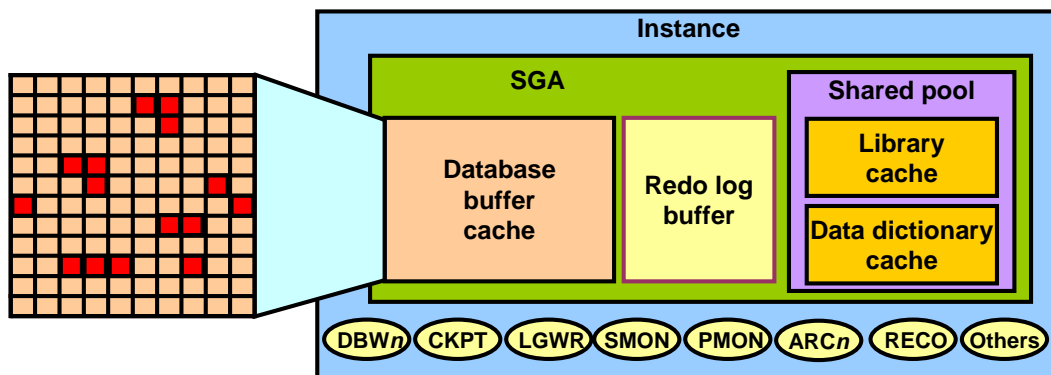 Instance
SGA
Shared pool
Database
buffer
cache
Redo log
buffer
Library
cache
Data dictionary
cache
DBWn
CKPT
LGWR
SMON
PMON
ARCn
RECO
Others